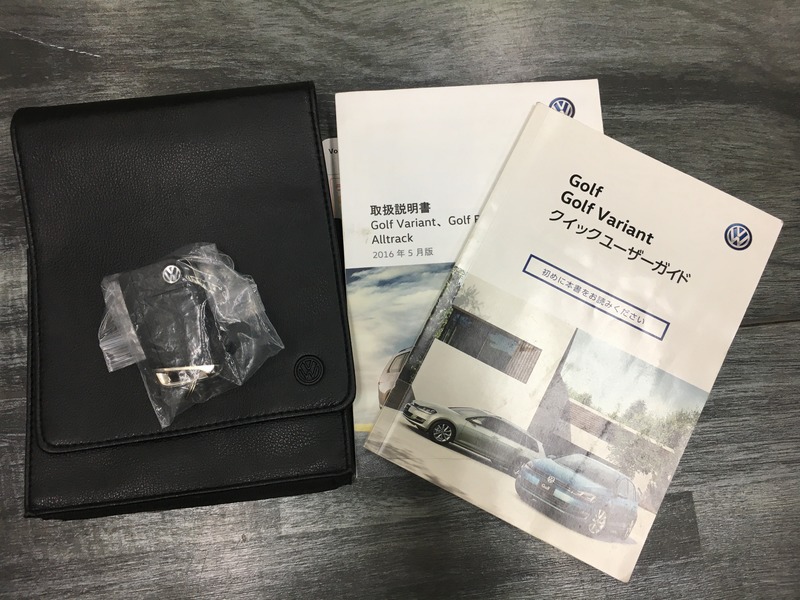 取扱説明書
Golf Variant、Golf
Alltrack
2016 年 5 月版
Golf
Golf Variant
クイックユーザーガイド
初めに本書をお読みください